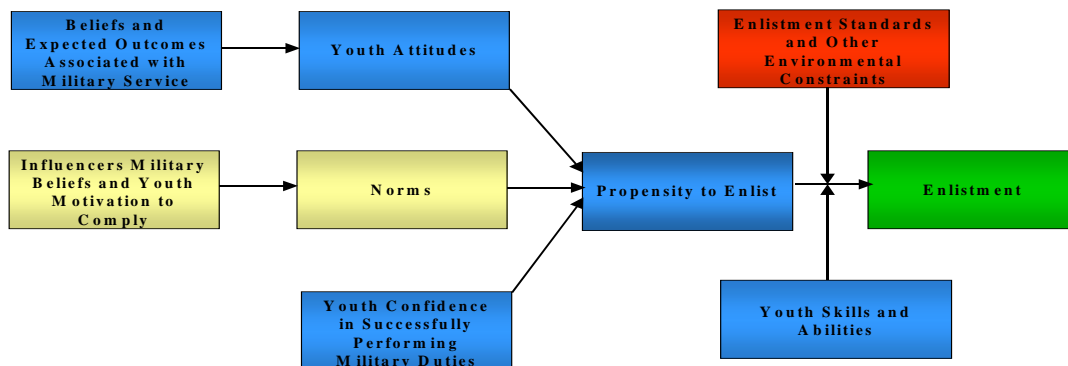 Beliefs and
Expected Outcomes
Associated with
Military Service
Youth Attitudes
Enlistment Standards
and Other
Environmental
Constraints
Influencers Military
Beliefs and Youth
Motivation to
Comply
Norms
Propensity to Enlist
Enlistment
Youth Confidence
in Successfully
Performing
Military Duties
Youth Skills and
Abilities